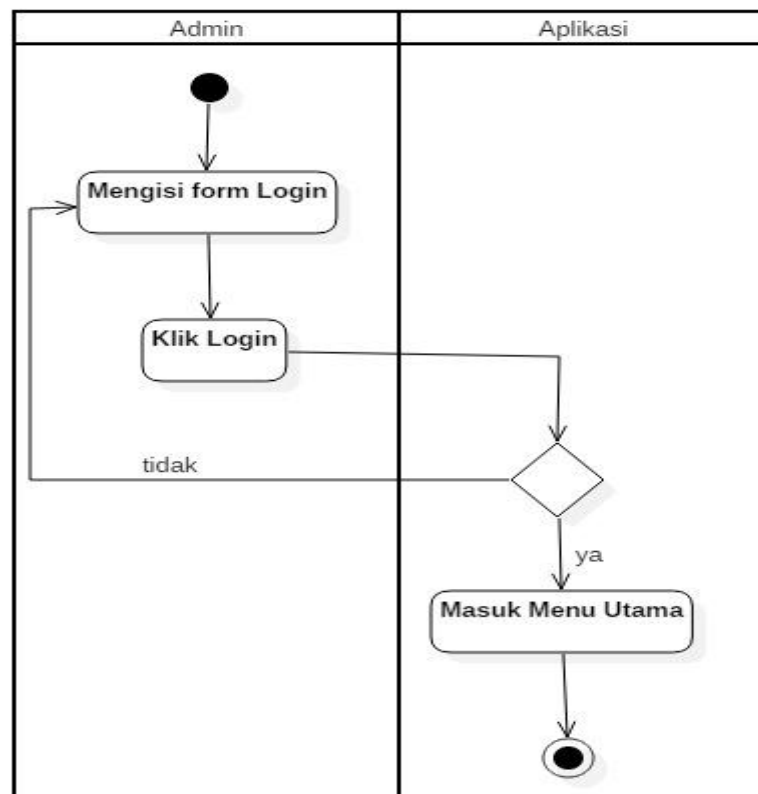 Admin
Aplikasi
Mengisi form Login
Klik Login
tidak
ya
Masuk Menu Utama